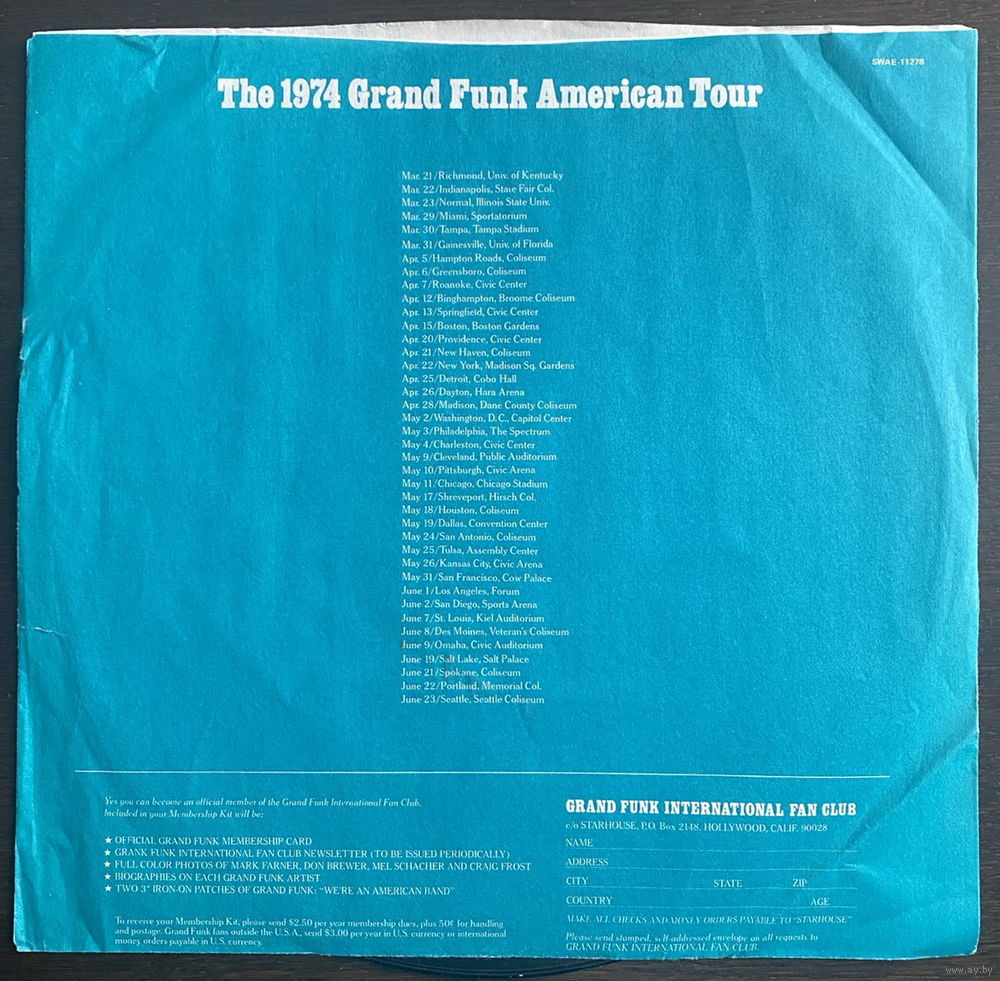 SWAE-11278
The 1974 Grand Funk American Tour
Mar. 21/Richmond, Univ. of Kentucky
Mar. 22/Indianapolis, State Fair Col.
Mar. 23/Normal, Illinois State Univ.
Mar. 29/Miami, Sportatorium
Mar. 30/Tampa, Tampa Stadium
Mar. 31/Gainesville, Univ. of Florida
Apr. 5/Hampton Roads, Coliseum
Apr. 6/Greensboro, Coliseum
Apr. 7/Roanoke, Civic Center
Apr. 12/Binghampton, Broome Coliseum
Apr. 13/Springfield, Civic Center
Apr. 15/Boston, Boston Gardens
Apr. 20/Providence, Civic Center
Apr. 21/New Haven, Coliseum
Apr. 22/New York, Madison Sq. Gardens
Apr. 25/Detroit, Cobo Hall
Apr. 26/Dayton, Hara Arena
Apr. 28/Madison, Dane County Coliseum
May 2/Washington, D.C., Capitol Center
May 3/Philadelphia, The Spectrum
May 4/Charleston, Civic Center
May 9/Cleveland, Public Auditorium
May 10/Pittsburgh, Civic Arena
May 11/Chicago, Chicago Stadium
May 17/Shreveport, Hirsch Col.
May 18/Houston, Coliseum
May 19/Dallas, Convention Center
May 24/San Antonio, Coliseum
May 25/Tulsa, Assembly Center
May 26/Kansas City, Civic Arena
May 31/San Francisco, Cow Palace
June 1/Los Angeles, Forum
June 2/San Diego, Sports Arena
June 7/St. Louis, Kiel Auditorium
June 8/Des Moines, Veteran's Coliseum
June 9/Omaha, Civic Auditorium
June 19/Salt Lake, Salt Palace
June 21/Spokane, Coliseum
June 22/Portland, Memorial Col.
June 23/Seattle, Seattle Coliseum
Yes you can become an official member of the Grand Funk International Fan Club.
Included in your Membership Kit will be:
★ OFFICIAL GRAND FUNK MEMBERSHIP CARD
★ GRANK FUNK INTERNATIONAL FAN CLUB NEWSLETTER (TO BE ISSUED PERIODICALLY)
★ FULL COLOR PHOTOS OF MARK FARNER, DON BREWER, MEL SCHACHER AND CRAIG FROST
★ BIOGRAPHIES ON EACH GRAND FUNK ARTIST
★ TWO 3" IRON-ON PATCHES OF GRAND FUNK: "WE'RE AN AMERICAN BAND"
To receive your Membership Kit, please send $2.50 per year membership dues, plus 50¢ for handling
and postage. Grand Funk fans outside the U.S.A., send $3.00 per year in U.S. currency or international
money orders payable in U.S. currency.
GRAND FUNK INTERNATIONAL FAN CLUB
c/o STARHOUSE, P.O. Box 2148, HOLLYWOOD, CALIF. 90028
NAME
ADDRESS
CITY STATE ZIP
COUNTRY AGE
MAKE ALL CHECKS AND MONEY ORDERS PAYABLE TO "STARHOUSE"
Please send stamped, self-addressed envelope on all requests to
GRAND FUNK INTERNATIONAL FAN CLUB.
www.ay.by